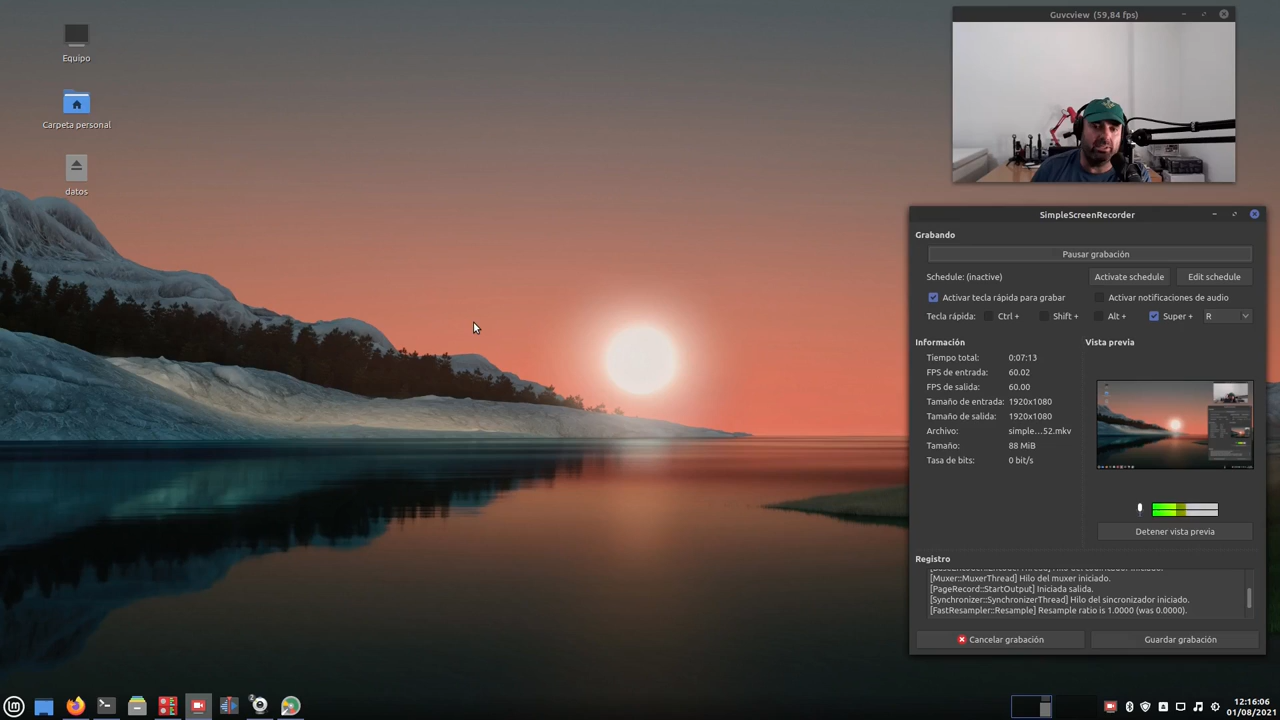 Equipo
Carpeta personal
datos
Guvcview (59,84 fps)
SimpleScreenRecorder
Grabando
Pausar grabación
Schedule: (inactive)
Activate schedule
Edit schedule
Activar tecla rápida para grabar
Activar notificaciones de audio
Tecla rápida:
Ctrl +
Shift +
Alt +
Super +
R
Información
Tiempo total: 0:07:13
FPS de entrada: 60.02
FPS de salida: 60.00
Tamaño de entrada: 1920x1080
Tamaño de salida: 1920x1080
Archivo: simple…52.mkv
Tamaño: 88 MiB
Tasa de bits: 0 bit/s
Vista previa
Detener vista previa
Registro
[Muxer::MuxerThread] Hilo del muxer iniciado.
[PageRecord::StartOutput] Iniciada salida.
[Synchronizer::SynchronizerThread] Hilo del sincronizador iniciado.
[FastResampler::Resample] Resample ratio is 1.0000 (was 0.0000).
Cancelar grabación
Guardar grabación
2
12:16:06
01/08/2021